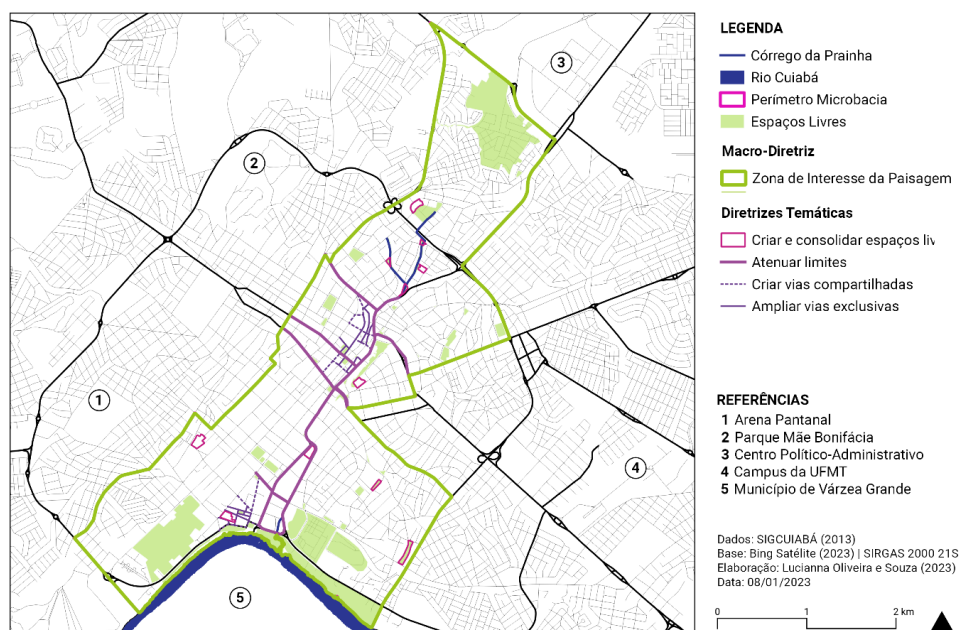 3
2
1
4
5
LEGENDA
Córrego da Prainha
Rio Cuiabá
Perímetro Microbacia
Espaços Livres
Macro-Diretriz
Zona de Interesse da Paisagem
Diretrizes Temáticas
Criar e consolidar espaços liv
Atenuar limites
Criar vias compartilhadas
Ampliar vias exclusivas
REFERÊNCIAS
1 Arena Pantanal
2 Parque Mãe Bonifácia
3 Centro Político-Administrativo
4 Campus da UFMT
5 Município de Várzea Grande
Dados: SIGCUIABÁ (2013)
Base: Bing Satélite (2023) | SIRGAS 2000 21S
Elaboração: Lucianna Oliveira e Souza (2023)
Data: 08/01/2023
0 1 2 km